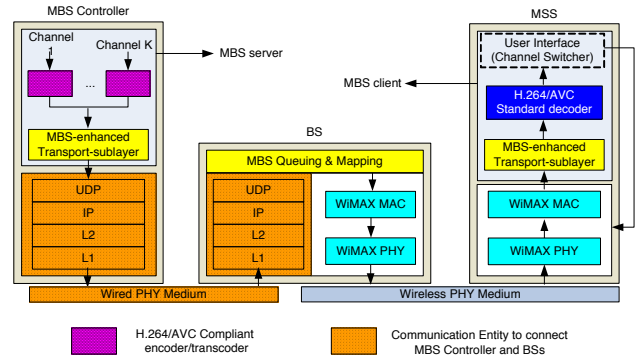 MBS Controller
Channel 1
Channel K
...
MBS-enhanced
Transport-sublayer
UDP
IP
L2
L1
MBS server
BS
MBS Queuing & Mapping
UDP
IP
L2
L1
WiMAX MAC
WiMAX PHY
MSS
User Interface
(Channel Switcher)
MBS client
H.264/AVC
Standard decoder
MBS-enhanced
Transport-sublayer
WiMAX MAC
WiMAX PHY
Wired PHY Medium
Wireless PHY Medium
H.264/AVC Compliant
encoder/transcoder
Communication Entity to connect
MBS Controller and BSs